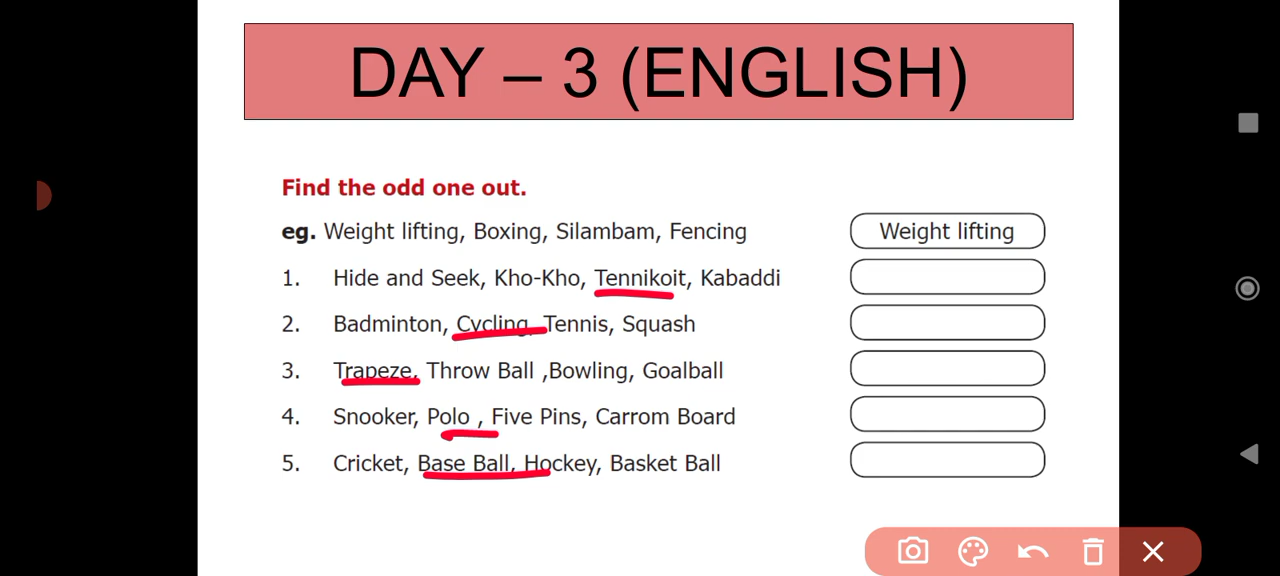 DAY – 3 (ENGLISH)
Find the odd one out.
eg. Weight lifting, Boxing, Silambam, Fencing Weight lifting
1. Hide and Seek, Kho-Kho, Tennikoit, Kabaddi
2. Badminton, Cycling, Tennis, Squash
3. Trapeze, Throw Ball ,Bowling, Goalball
4. Snooker, Polo , Five Pins, Carrom Board
5. Cricket, Base Ball, Hockey, Basket Ball